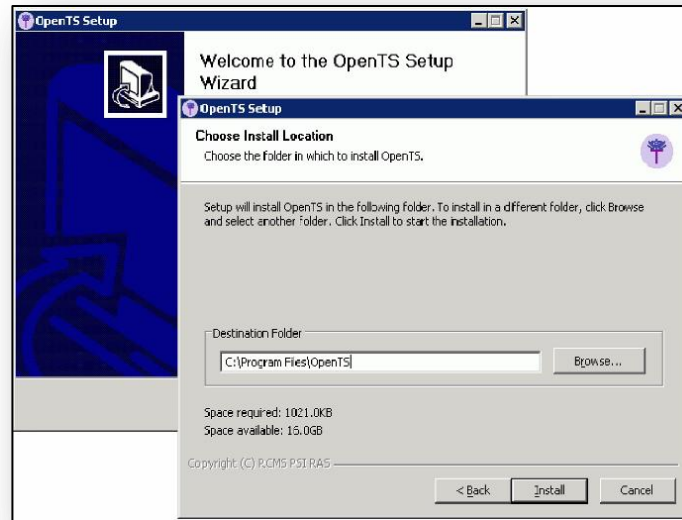 OpenTS Setup
Welcome to the OpenTS Setup
Wizard
OpenTS Setup
Choose Install Location
Choose the folder in which to install OpenTS.
Setup will install OpenTS in the following folder. To install in a different folder, click Browse
and select another folder. Click Install to start the installation.
Destination Folder
C:\Program Files\OpenTS
Browse...
Space required: 1021.0KB
Space available: 16.0GB
Copyright (C) RCMS PSI RAS
< Back
Install
Cancel